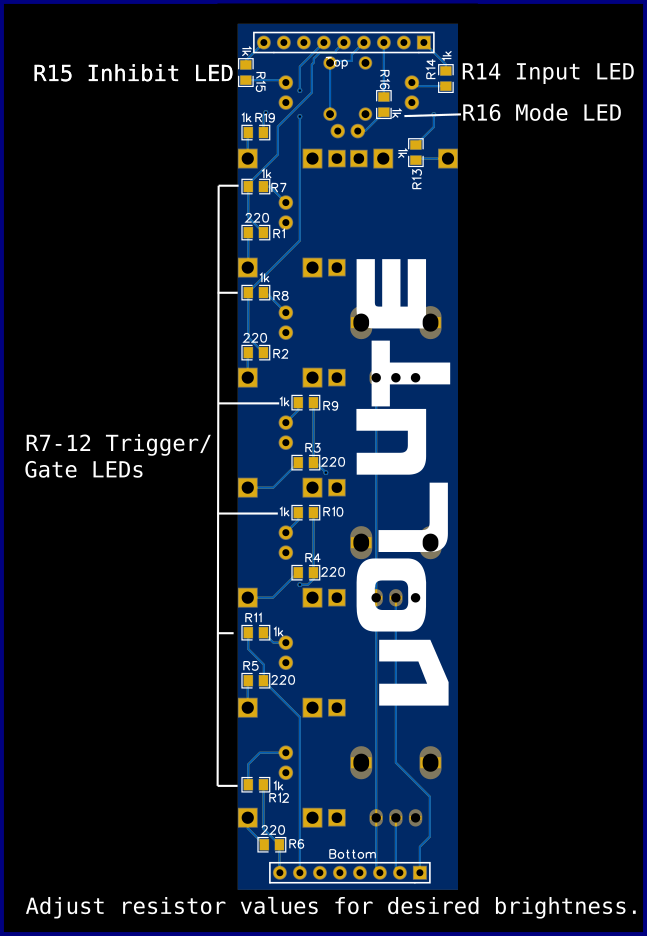 1k
Top
R15 Inhibit LED
R15
R16
R14
1k
R14 Input LED
1k
R16 Mode LED
1k R19
1k
R13
1k
R7
220
R1
1k
R8
220
R2
1k
R9
R3
220
R7-12 Trigger/
Gate LEDs
1k
R10
R4
220
R11
1k
R5
220
1k
R12
220
R6
VOLUTE
Bottom
Adjust resistor values for desired brightness.